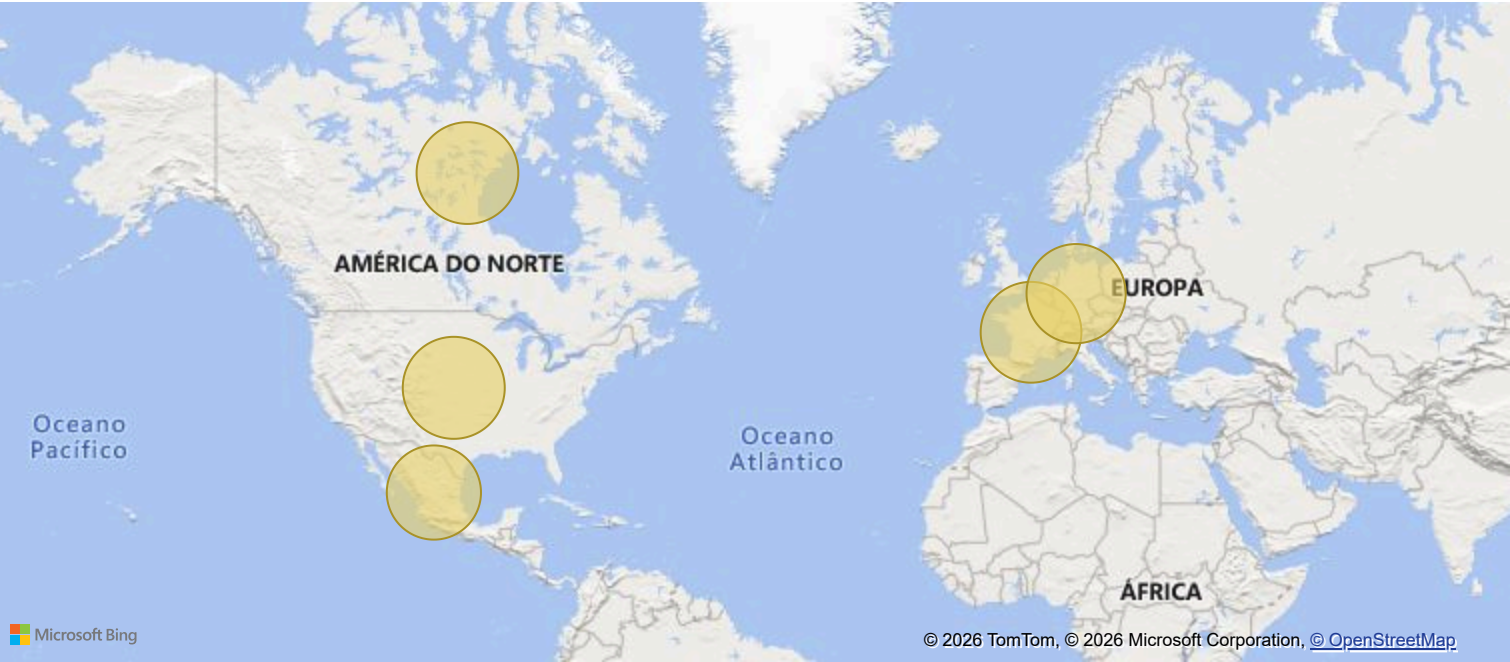 AMÉRICA DO NORTE
EUROPA
Oceano
Pacífico
Oceano
Atlântico
ÁFRICA
Microsoft Bing
© 2026 TomTom, © 2026 Microsoft Corporation, © OpenStreetMap